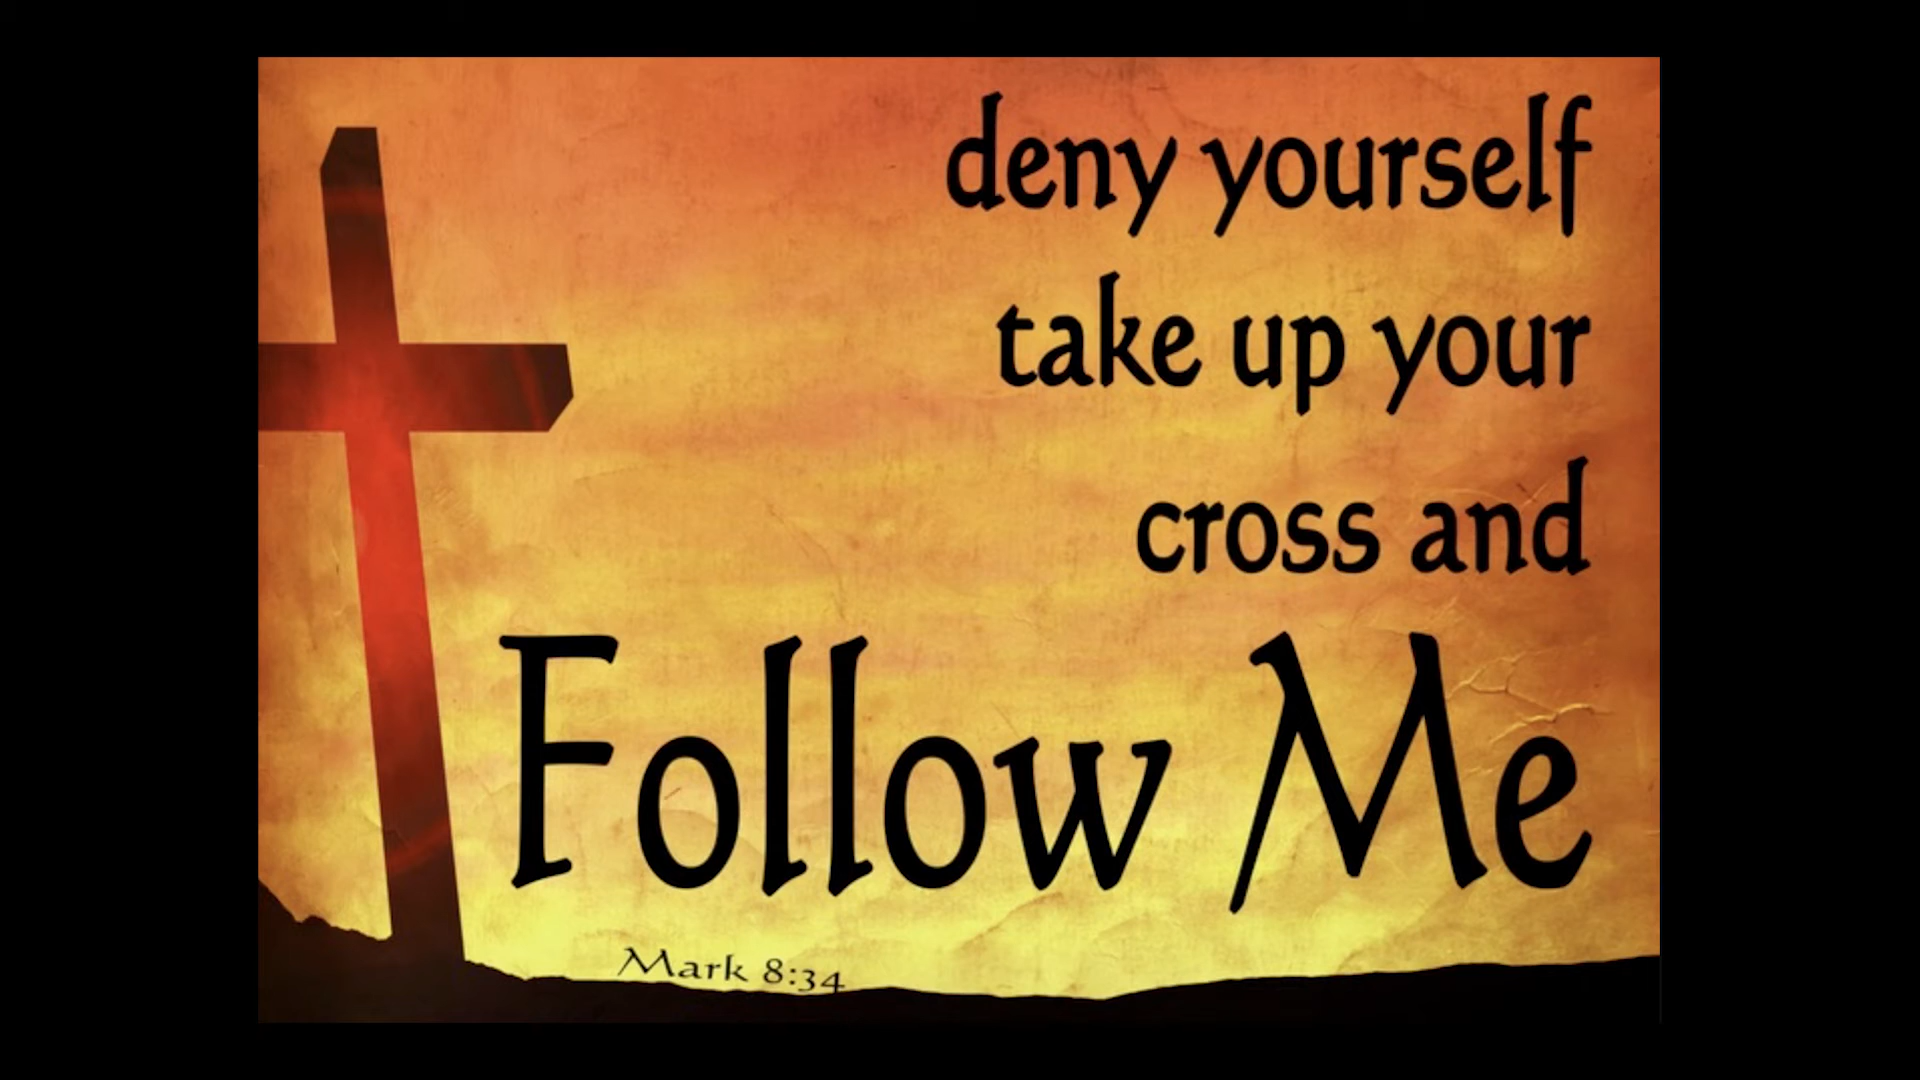 deny yourself
take up your
cross and
Follow Me
Mark 8:34